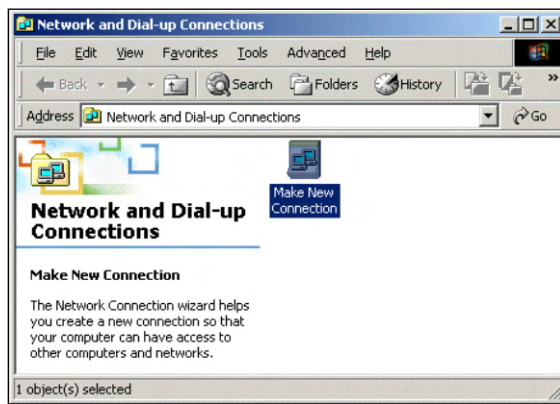 Network and Dial-up Connections
File Edit View Favorites Tools Advanced Help
Back Search Folders History »
Address Network and Dial-up Connections Go
Make New
Connection
Network and Dial-up
Connections
Make New Connection
The Network Connection wizard helps
you create a new connection so that
your computer can have access to
other computers and networks.
1 object(s) selected